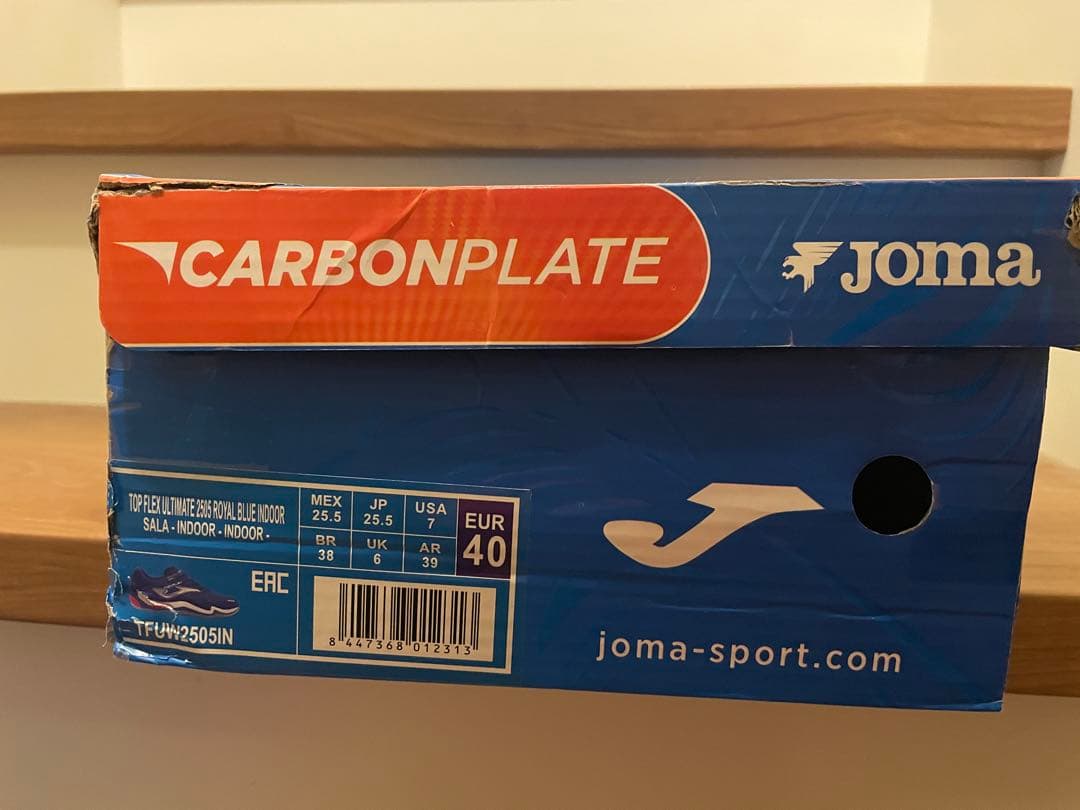 CARBONPLATE
Joma
TOP FLEX ULTIMATE 2505 ROYAL BLUE INDOOR
SALA - INDOOR - INDOOR -
MEX
25.5
JP
25.5
USA
7
EUR
40
BR
38
UK
6
AR
39
EAC
TFUW2505IN
8 447368 012313
joma-sport.com